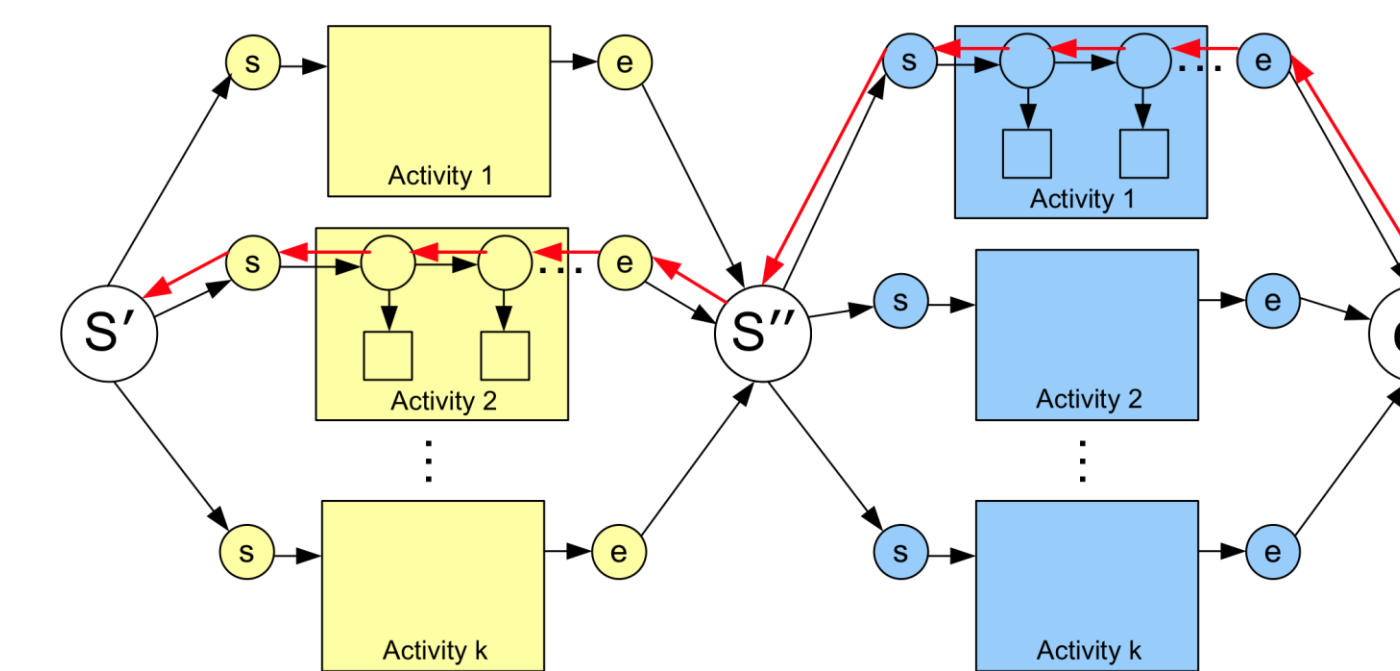 s
e
s
e
. . .
Activity 1
Activity 1
s
e
. . .
S′
S″
s
e
Activity 2
Activity 2
s
e
s
e
Activity k
Activity k